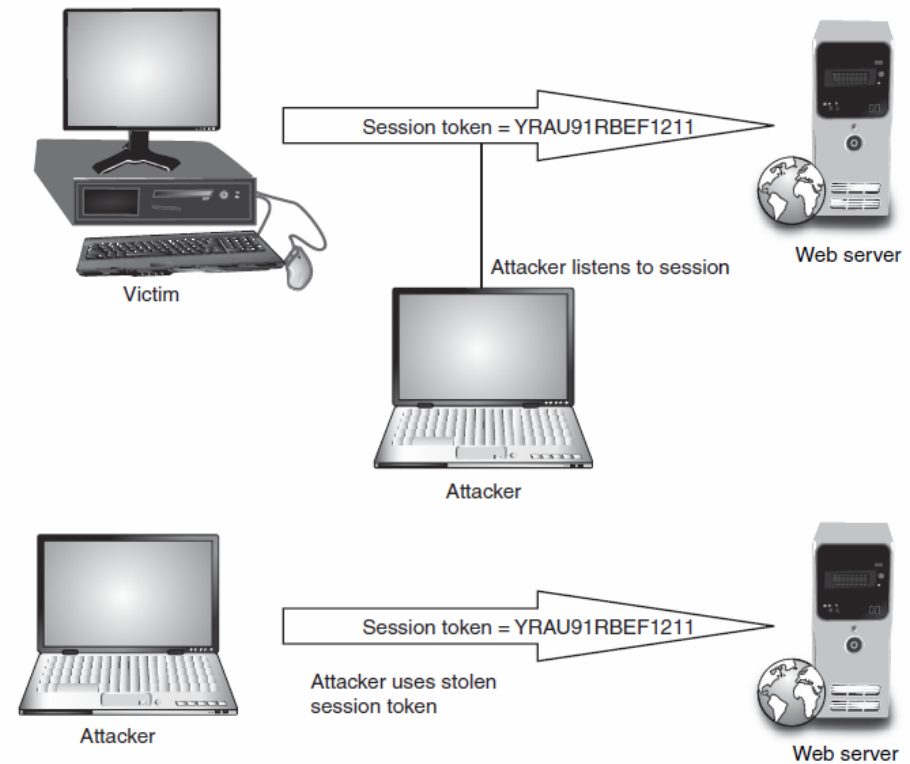 Session token = YRAU91RBEF1211
Web server
Victim
Attacker listens to session
Attacker
Session token = YRAU91RBEF1211
Attacker uses stolen
session token
Attacker
Web server